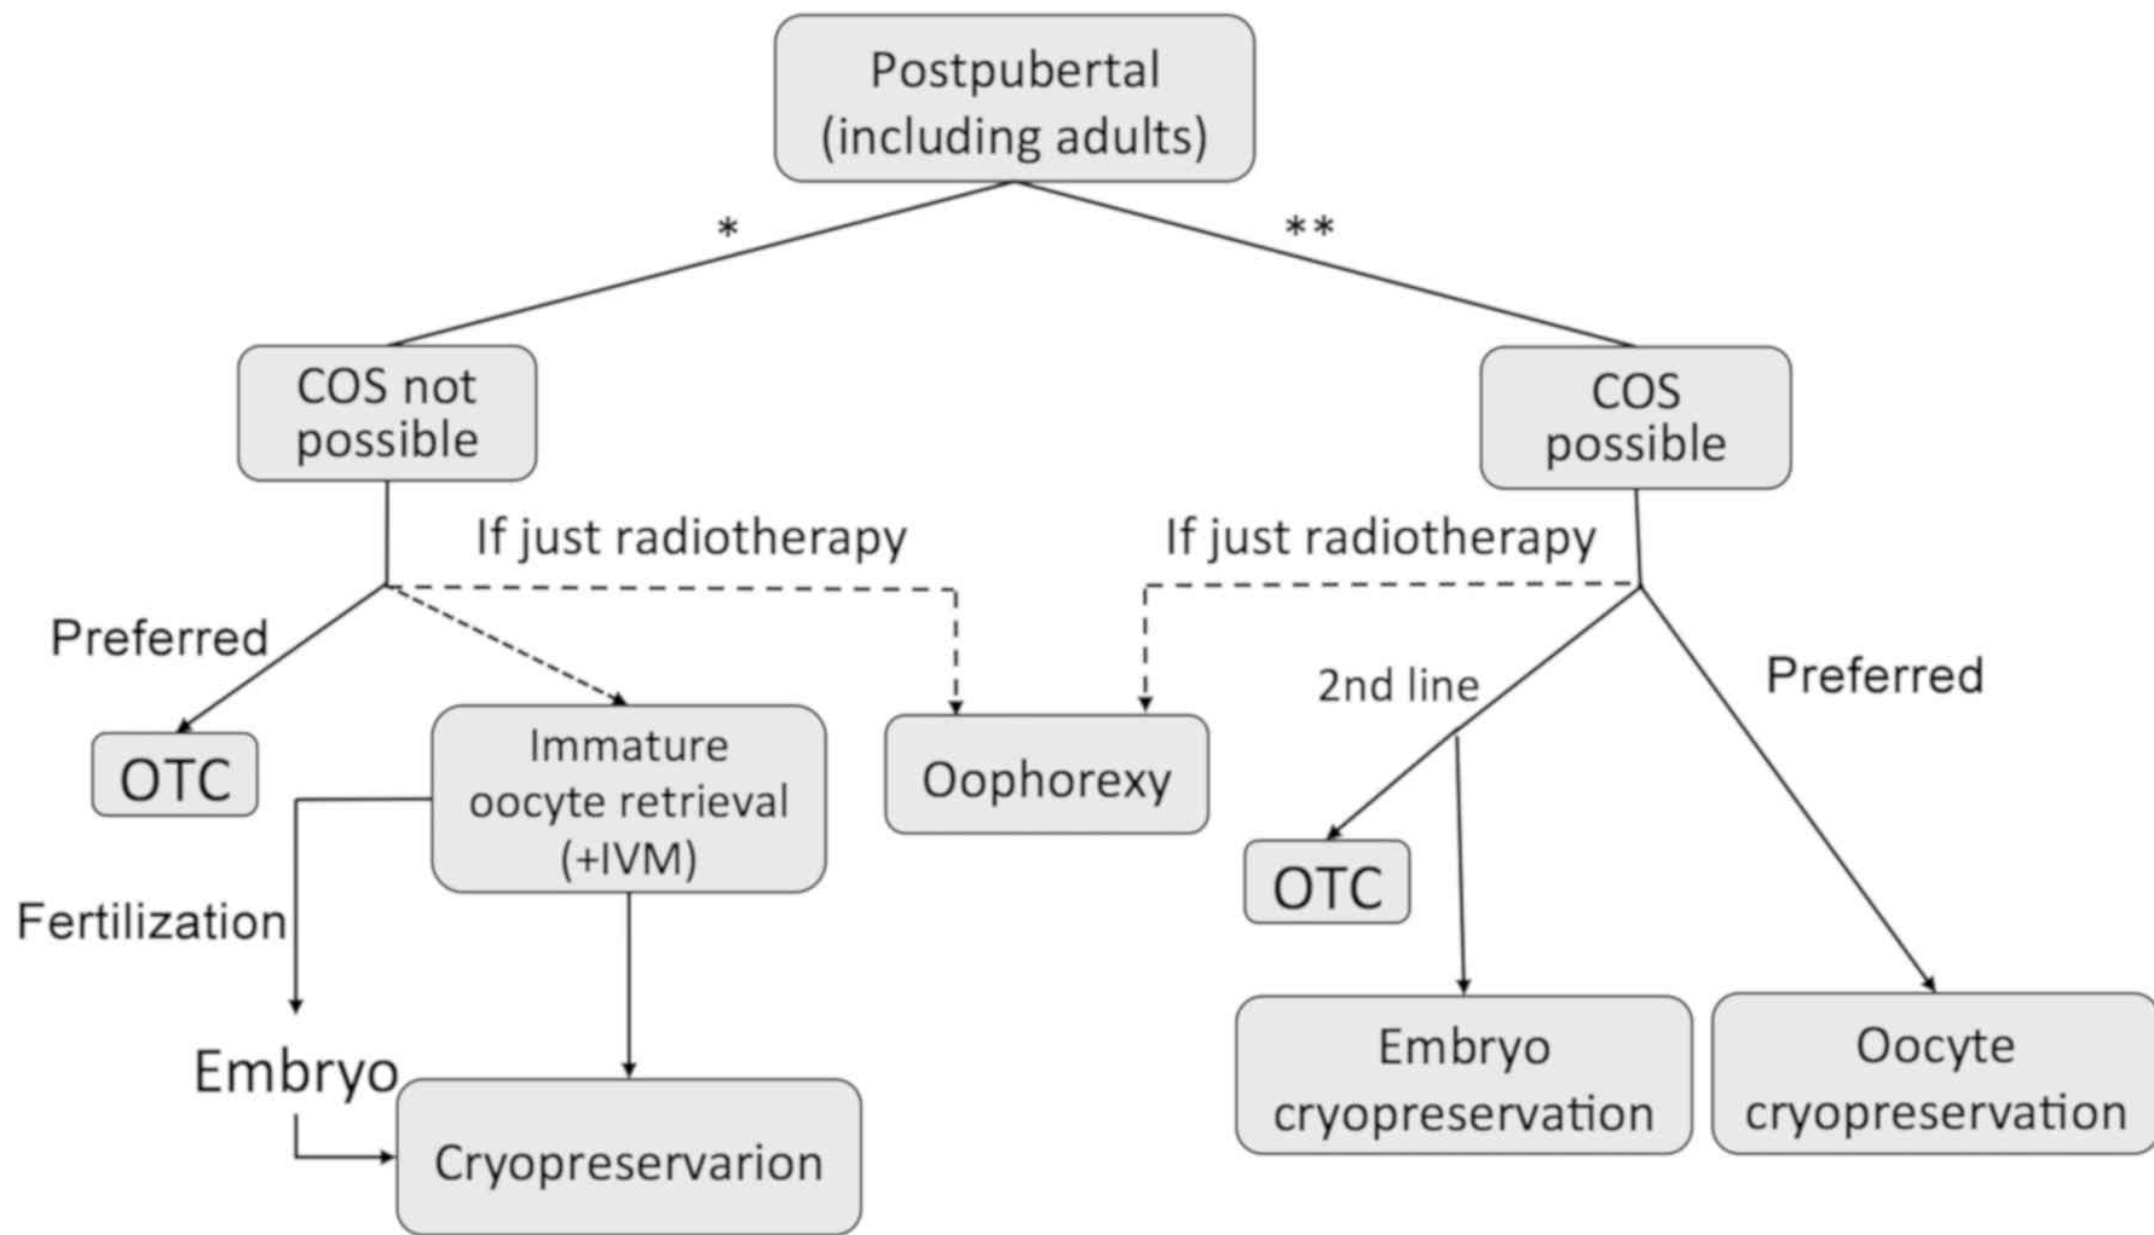 Postpubertal
(including adults)
*
**
COS not
possible
COS
possible
If just radiotherapy
If just radiotherapy
Preferred
2nd line
Preferred
OTC
Immature
oocyte retrieval
(+IVM)
Oophorexy
OTC
Fertilization
Embryo
Cryopreservarion
Embryo
cryopreservation
Oocyte
cryopreservation